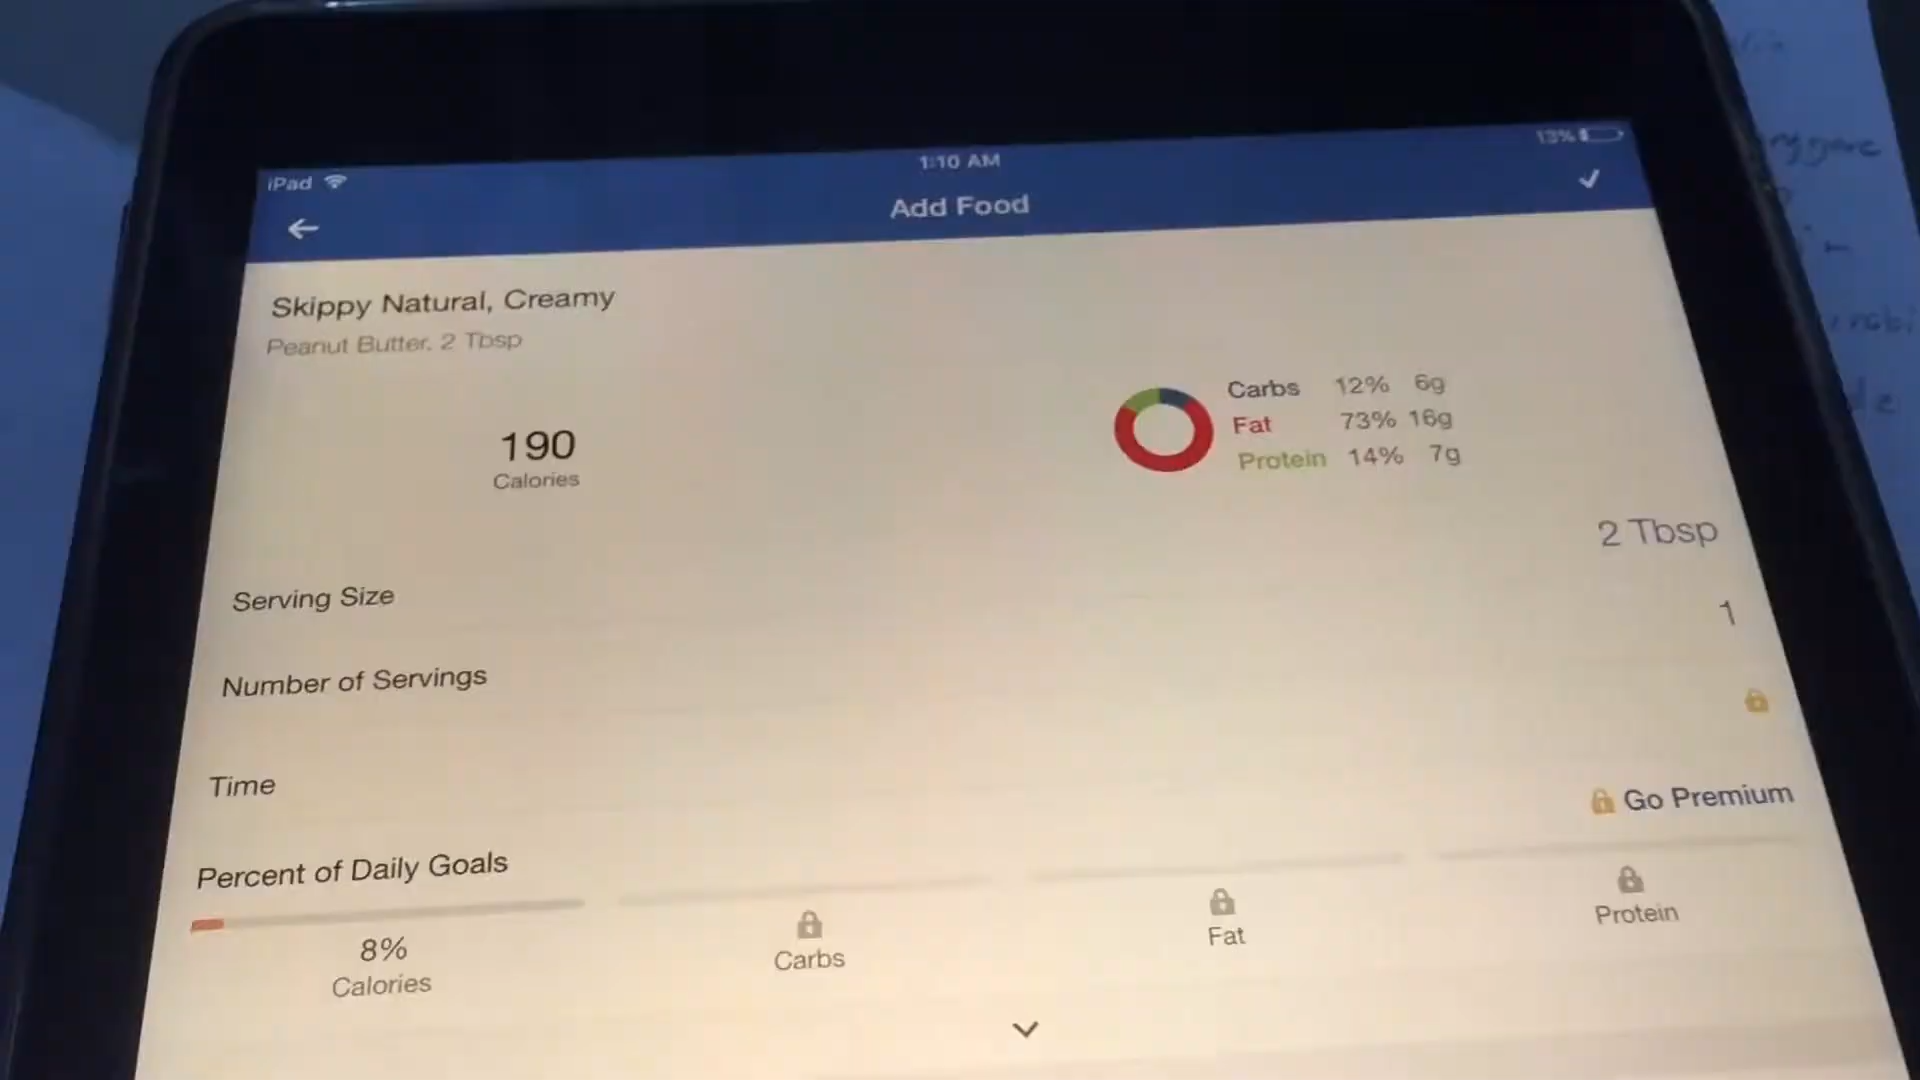 iPad
1:10 AM
13%
Add Food
Skippy Natural, Creamy
Peanut Butter, 2 Tbsp
190
Calories
Carbs 12% 6g
Fat 73% 16g
Protein 14% 7g
Serving Size 2 Tbsp
Number of Servings 1
Time
Percent of Daily Goals Go Premium
8%
Calories
Carbs
Fat
Protein